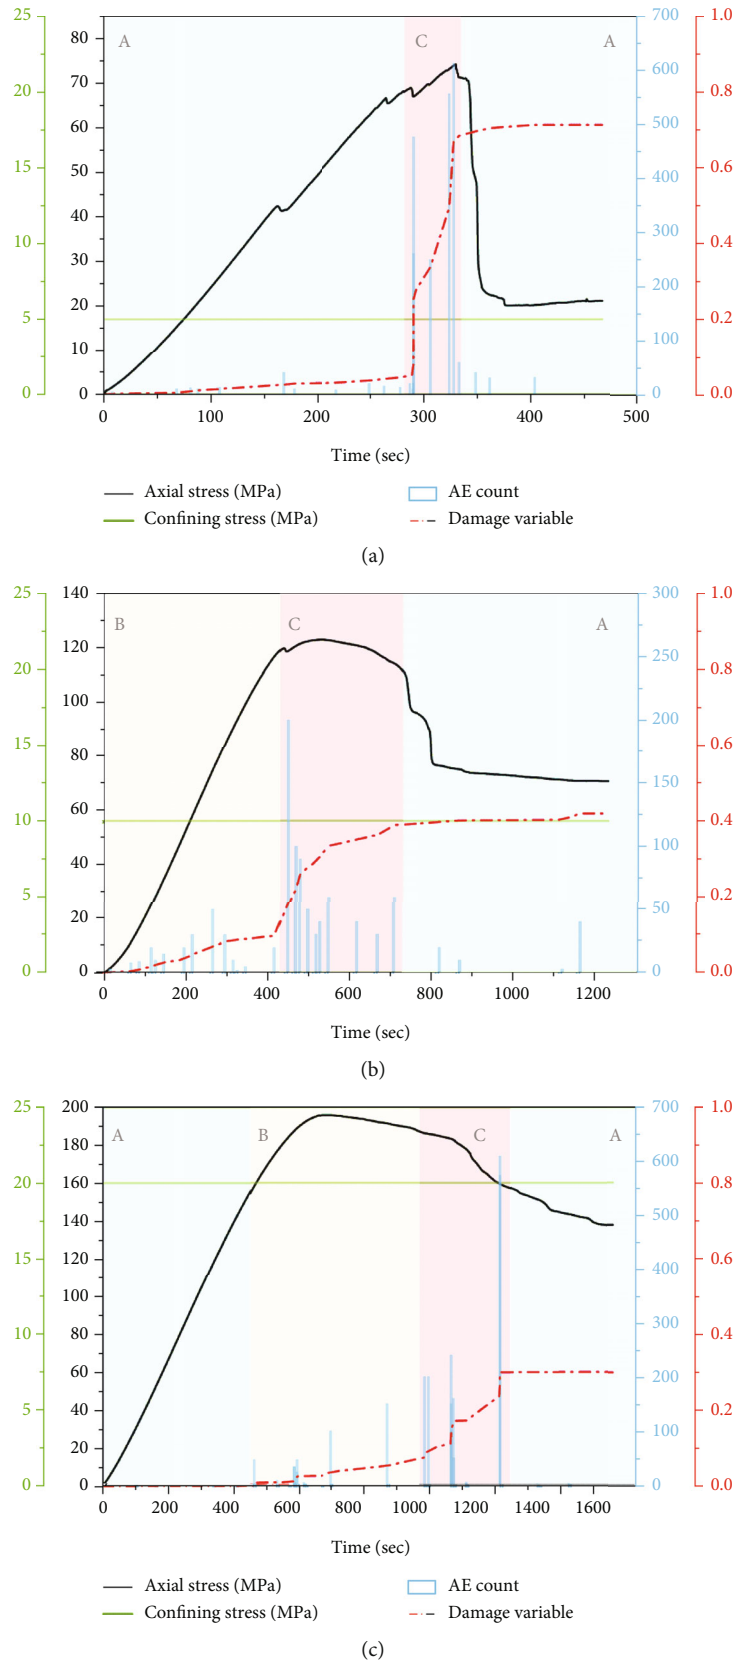 25 80 A C A 700 1.0
70 600
20 0.8
60 500
15 50 400 0.6
40
10 300 0.4
30
200
5 20 0.2
10 100
0 0 0 0.0
0 100 200 300 400 500
Time (sec)
Axial stress (MPa) AE count
Confining stress (MPa) Damage variable
(a)
25 140 300 1.0
B C A
120 250
20 0.8
100 200
15 80 0.6
150
10 60 0.4
100
40
5 0.2
20 50
0 0 0 0.0
0 200 400 600 800 1000 1200
Time (sec)
(b)
25 200 700 1.0
A B C A
180 600
20 160 0.8
140 500
15 120 400 0.6
100
10 80 300 0.4
60 200
5 40 0.2
20 100
0 0 0 0.0
0 200 400 600 800 1000 1200 1400 1600
Time (sec)
Axial stress (MPa) AE count
Confining stress (MPa) Damage variable
(c)